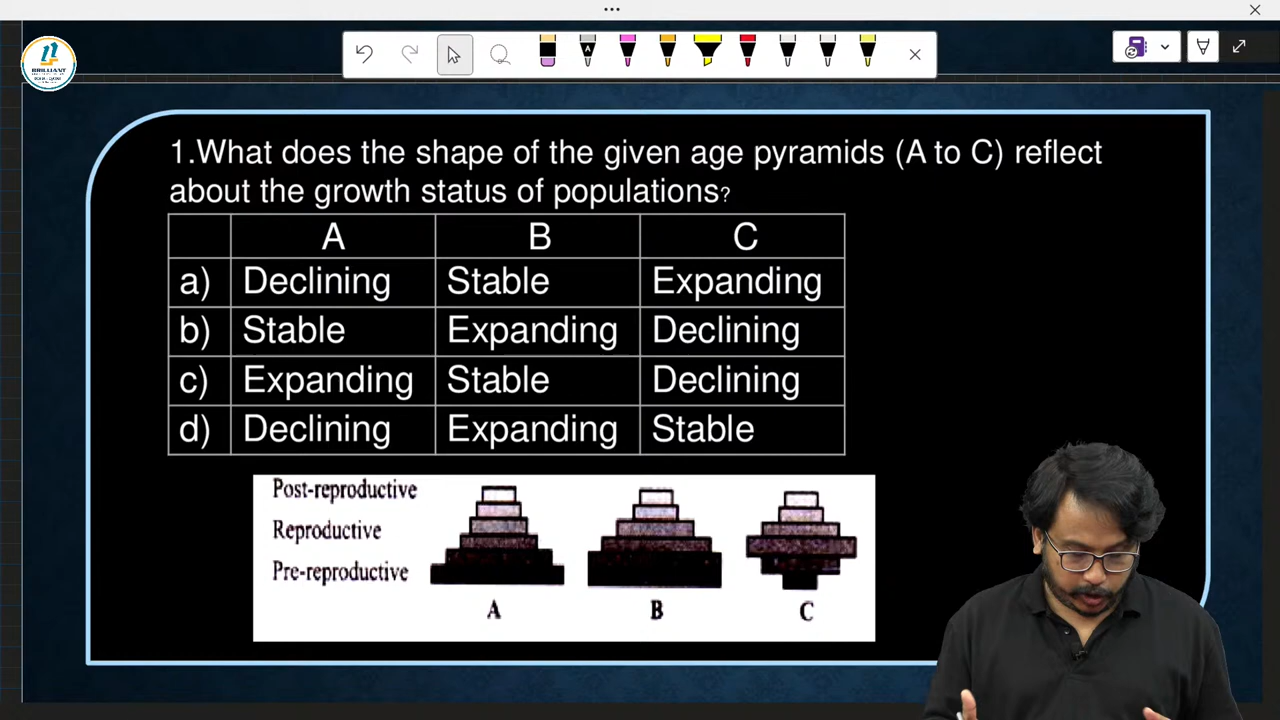 BRILLIANT
1.What does the shape of the given age pyramids (A to C) reflect
about the growth status of populations?
A B C
a) Declining Stable Expanding
b) Stable Expanding Declining
c) Expanding Stable Declining
d) Declining Expanding Stable
Post-reproductive
Reproductive
Pre-reproductive
A B C